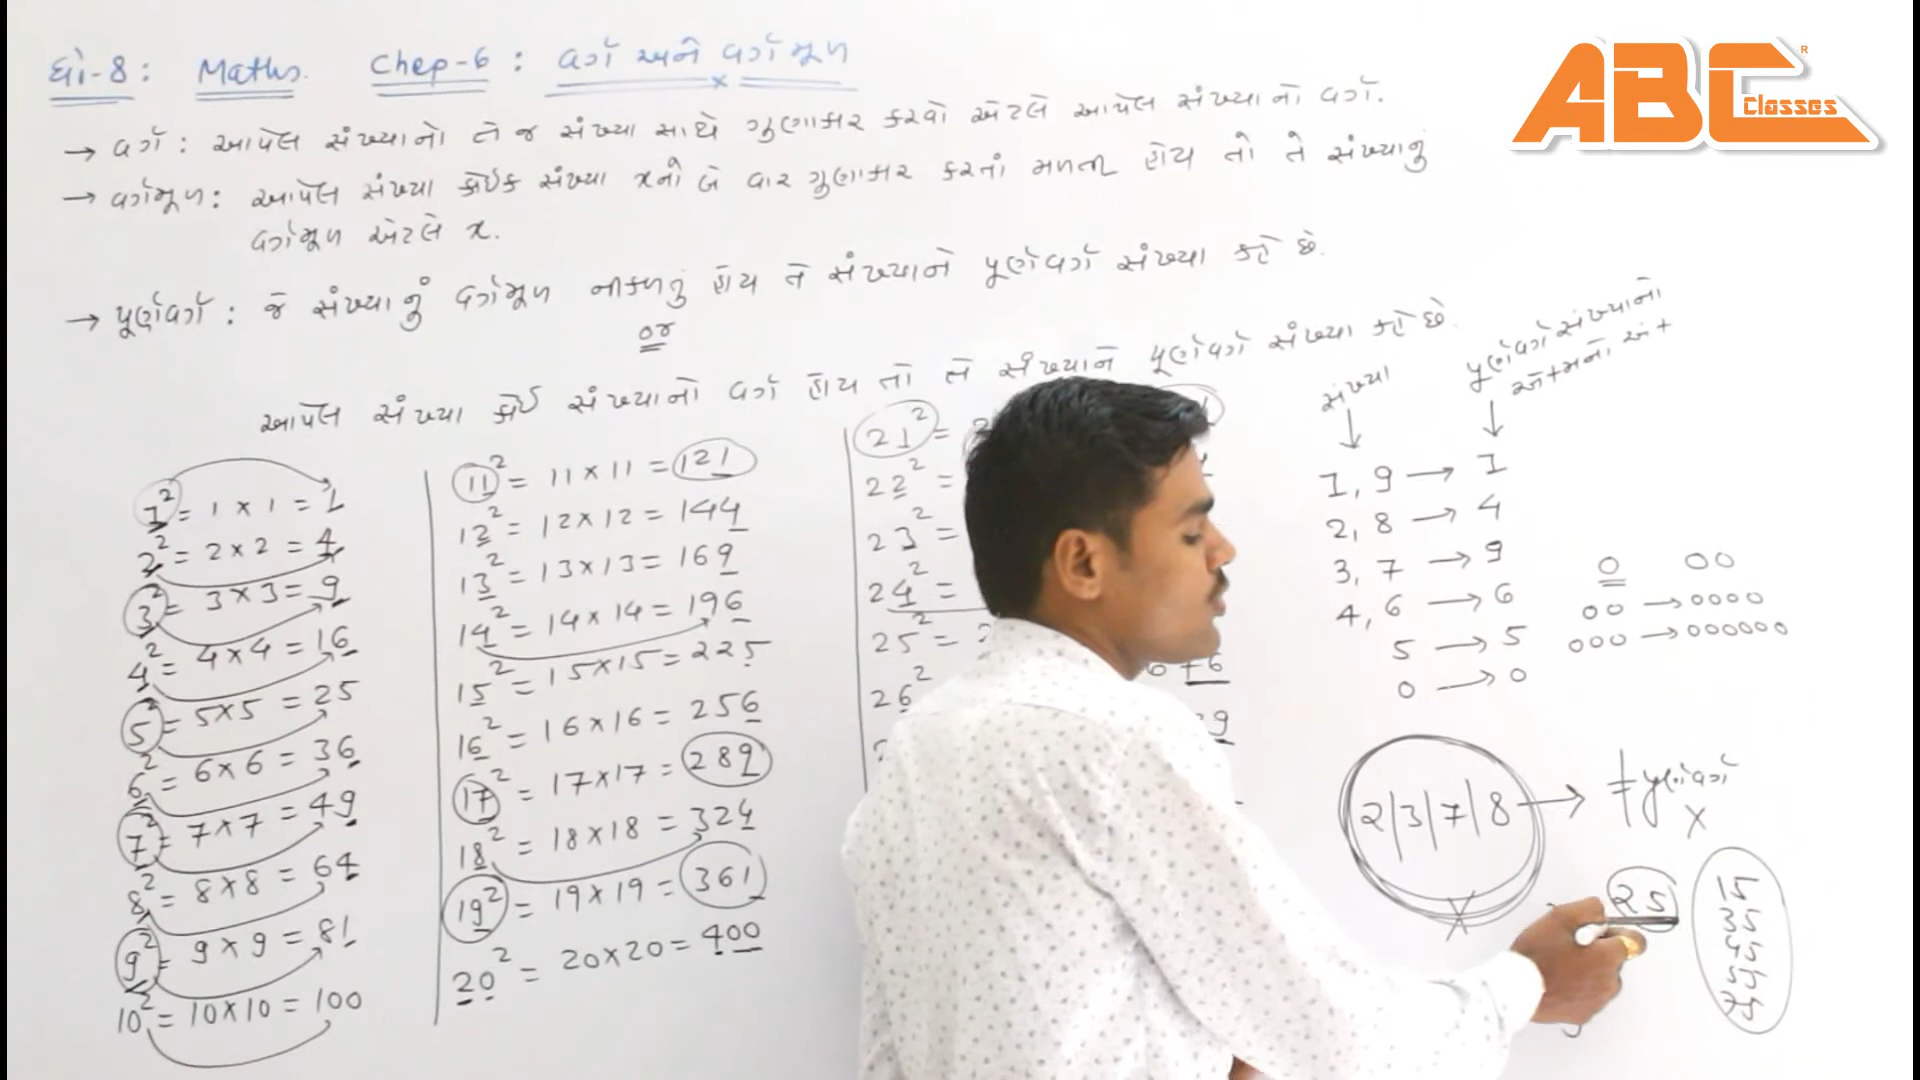 ધો-8 : Maths. Chep-6 : વર્ગ અને વર્ગમૂળ
ABC Classes
→ વર્ગ : આપેલ સંખ્યાનો તે જ સંખ્યા સાથે ગુણાકાર કરવો એટલે આપેલ સંખ્યાનો વર્ગ.
→ વર્ગમૂળ : આપેલ સંખ્યા કોઈક સંખ્યા xનો બે વાર ગુણાકાર કરતાં મળતી હોય તો તે સંખ્યાનું
વર્ગમૂળ એટલે x.
→ પૂર્ણવર્ગ : જે સંખ્યાનું વર્ગમૂળ નીકળતું હોય તે સંખ્યાને પૂર્ણવર્ગ સંખ્યા કહે છે.
or
આપેલ સંખ્યા કોઈ સંખ્યાનો વર્ગ હોય તો તે સંખ્યાને પૂર્ણવર્ગ સંખ્યા કહે છે.
1² = 1 × 1 = 1
2² = 2 × 2 = 4
3² = 3 × 3 = 9
4² = 4 × 4 = 16
5² = 5 × 5 = 25
6² = 6 × 6 = 36
7² = 7 × 7 = 49
8² = 8 × 8 = 64
9² = 9 × 9 = 81
10² = 10 × 10 = 100
11² = 11 × 11 = 121
12² = 12 × 12 = 144
13² = 13 × 13 = 169
14² = 14 × 14 = 196
15² = 15 × 15 = 225
16² = 16 × 16 = 256
17² = 17 × 17 = 289
18² = 18 × 18 = 324
19² = 19 × 19 = 361
20² = 20 × 20 = 400
21² =
22² =
23² =
24² =
25² =
26²
સંખ્યા
પૂર્ણવર્ગ સંખ્યાનો
1, 9 → 1
2, 8 → 4
3, 7 → 9
4, 6 → 6
5 → 5
0 → 0
0 00
00 → 0000
000 → 000000
2|3|7|8 → ≠ પૂર્ણવર્ગ
X
X
25